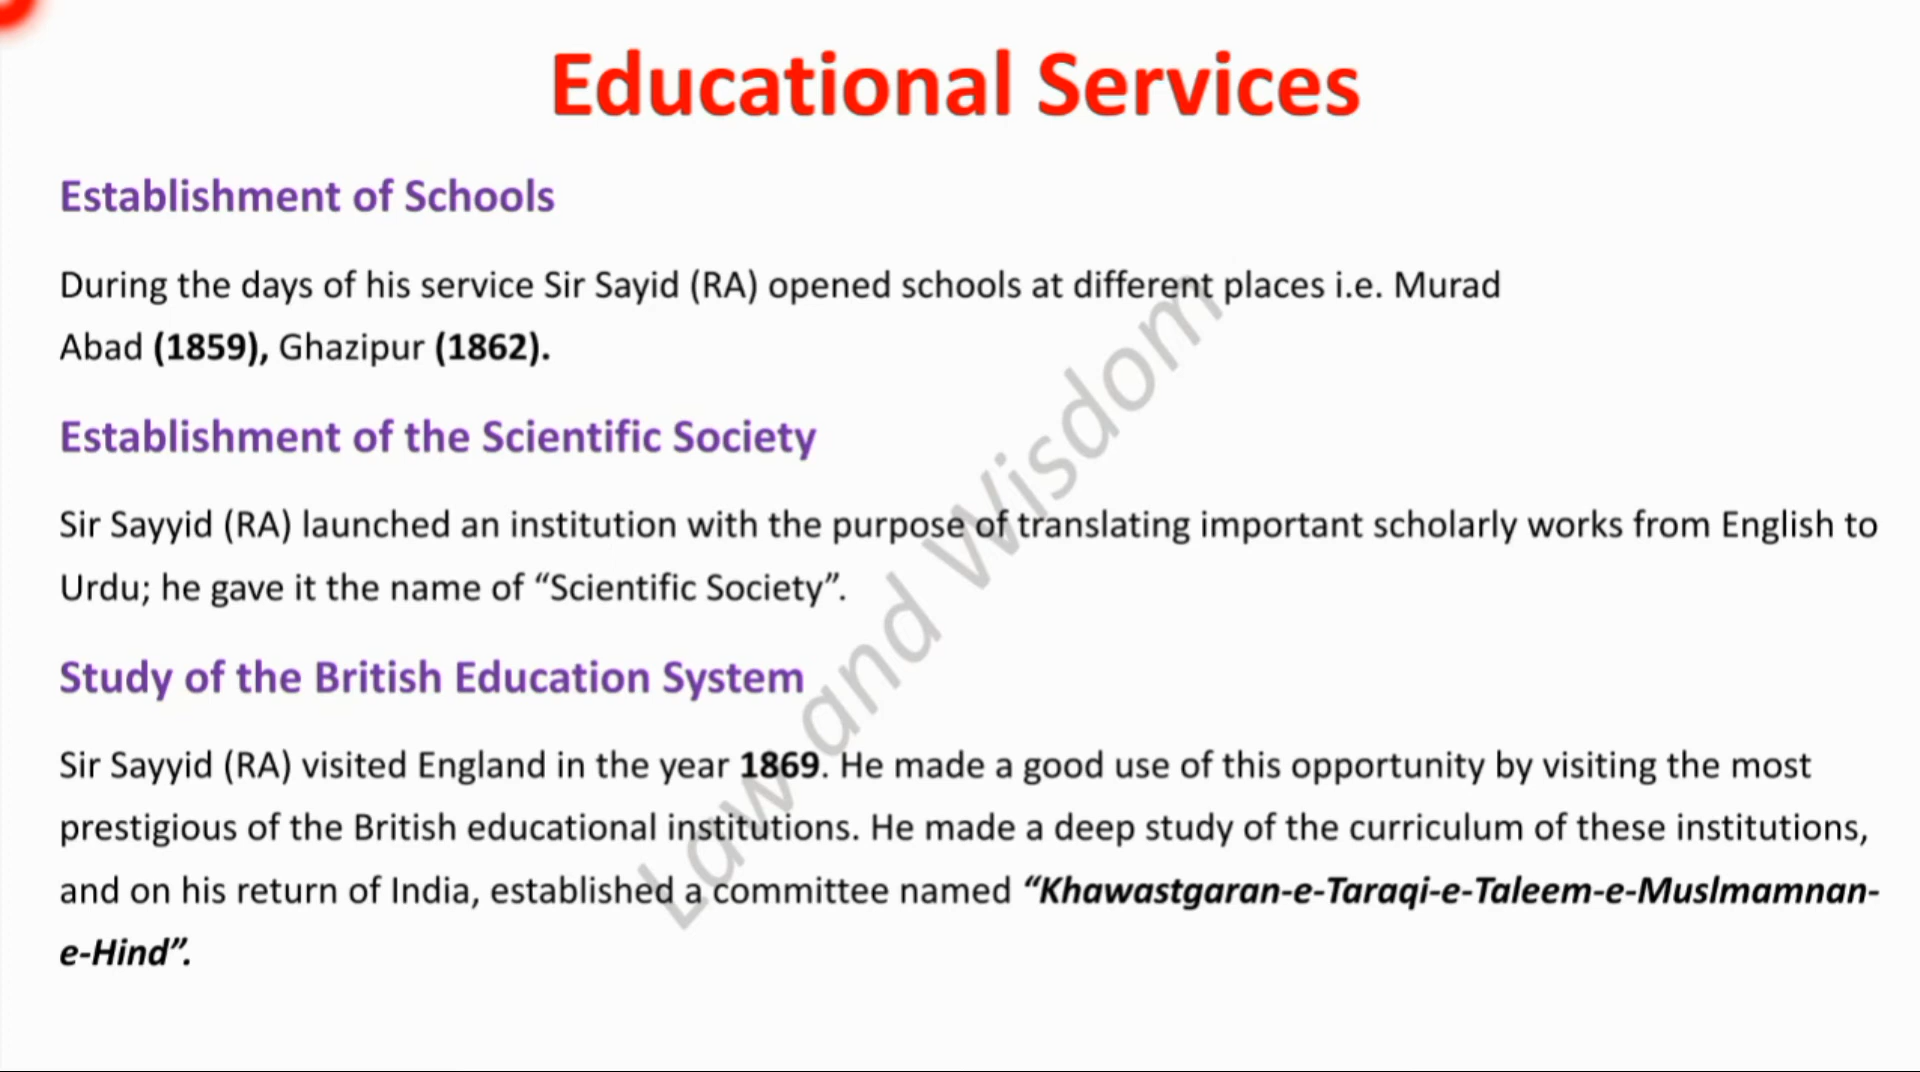 Educational Services
Establishment of Schools
During the days of his service Sir Sayid (RA) opened schools at different places i.e. Murad
Abad (1859), Ghazipur (1862).
Establishment of the Scientific Society
Sir Sayyid (RA) launched an institution with the purpose of translating important scholarly works from English to
Urdu; he gave it the name of “Scientific Society”.
Study of the British Education System
Sir Sayyid (RA) visited England in the year 1869. He made a good use of this opportunity by visiting the most
prestigious of the British educational institutions. He made a deep study of the curriculum of these institutions,
and on his return of India, established a committee named “Khawastgaran-e-Taraqi-e-Taleem-e-Muslmamnan-
e-Hind”.
Law and Wisdom